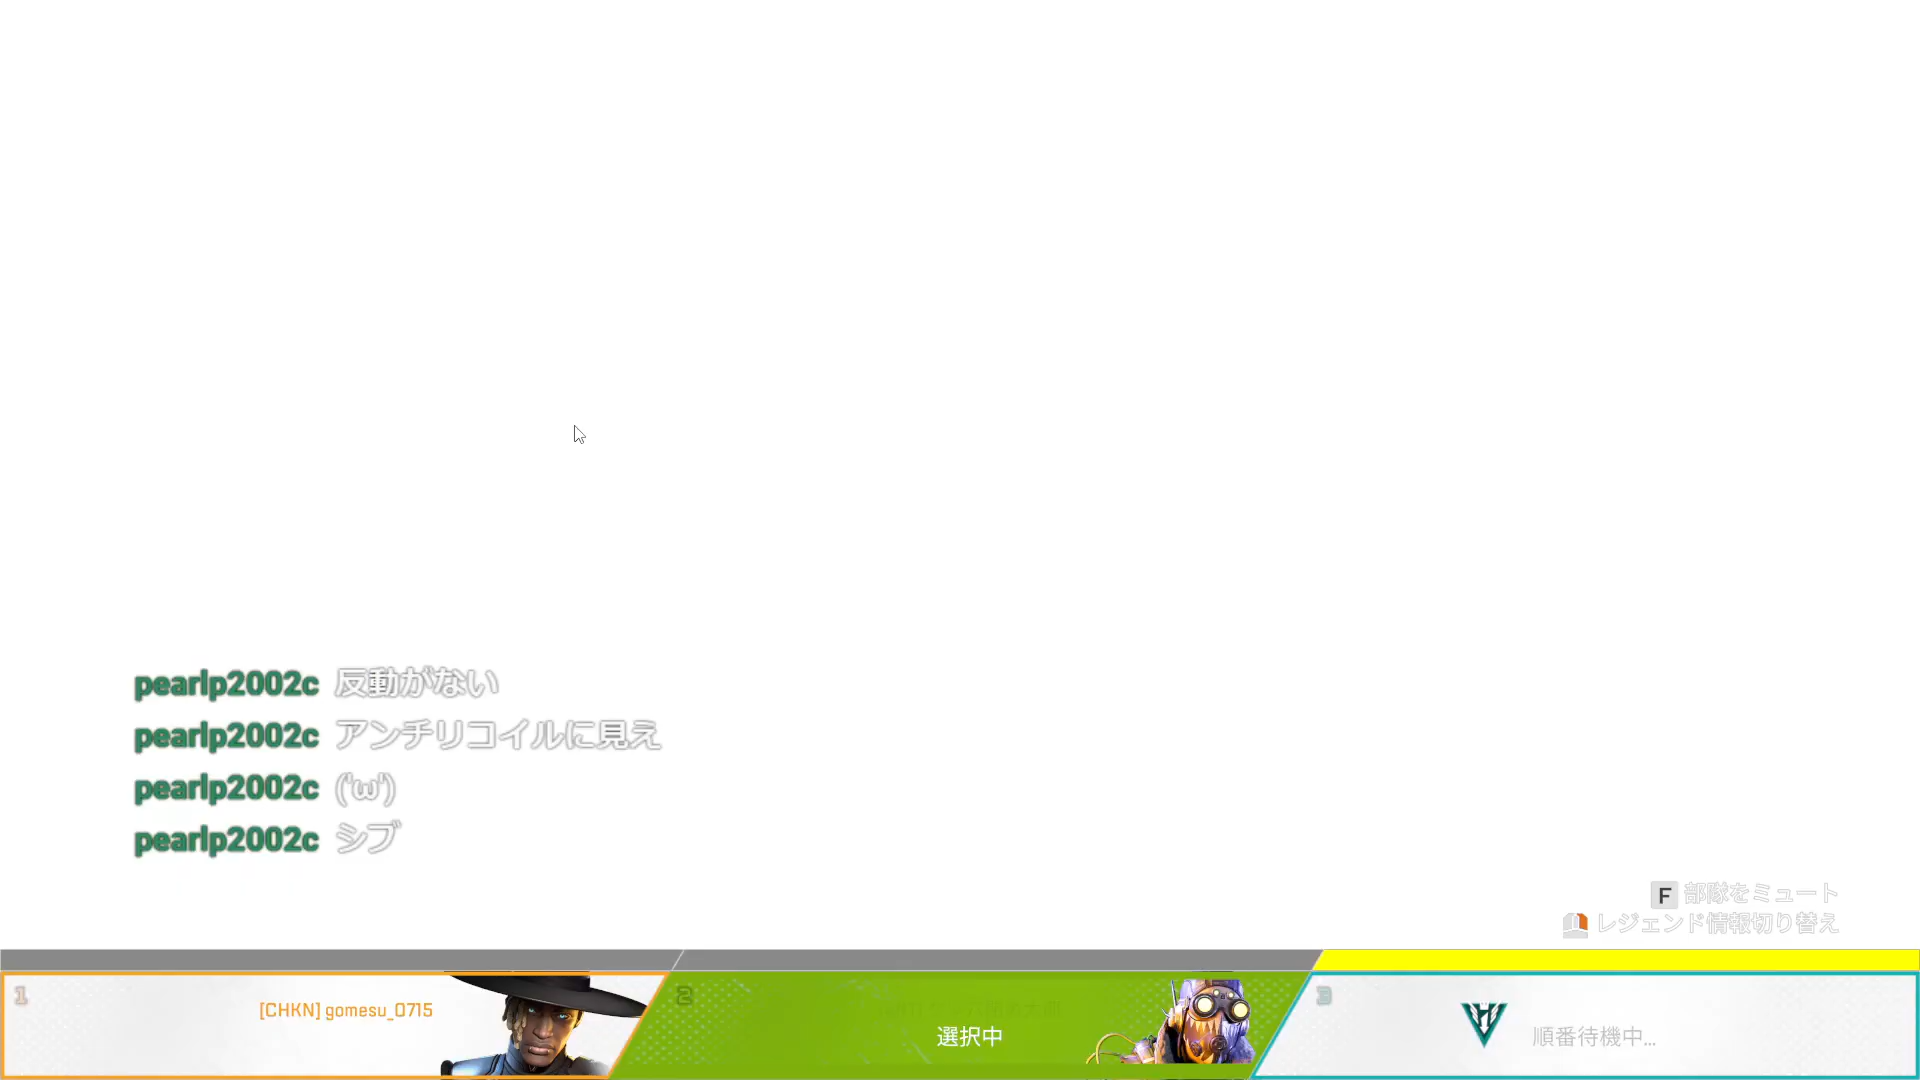 pearlp2002c 反動がない
pearlp2002c アンチリコイルに見え
pearlp2002c ('ω')
pearlp2002c シブ
F 部隊をミュート
レジェンド情報切り替え
1
[CHKN] gomesu_0715
2
選択中
3
順番待機中...